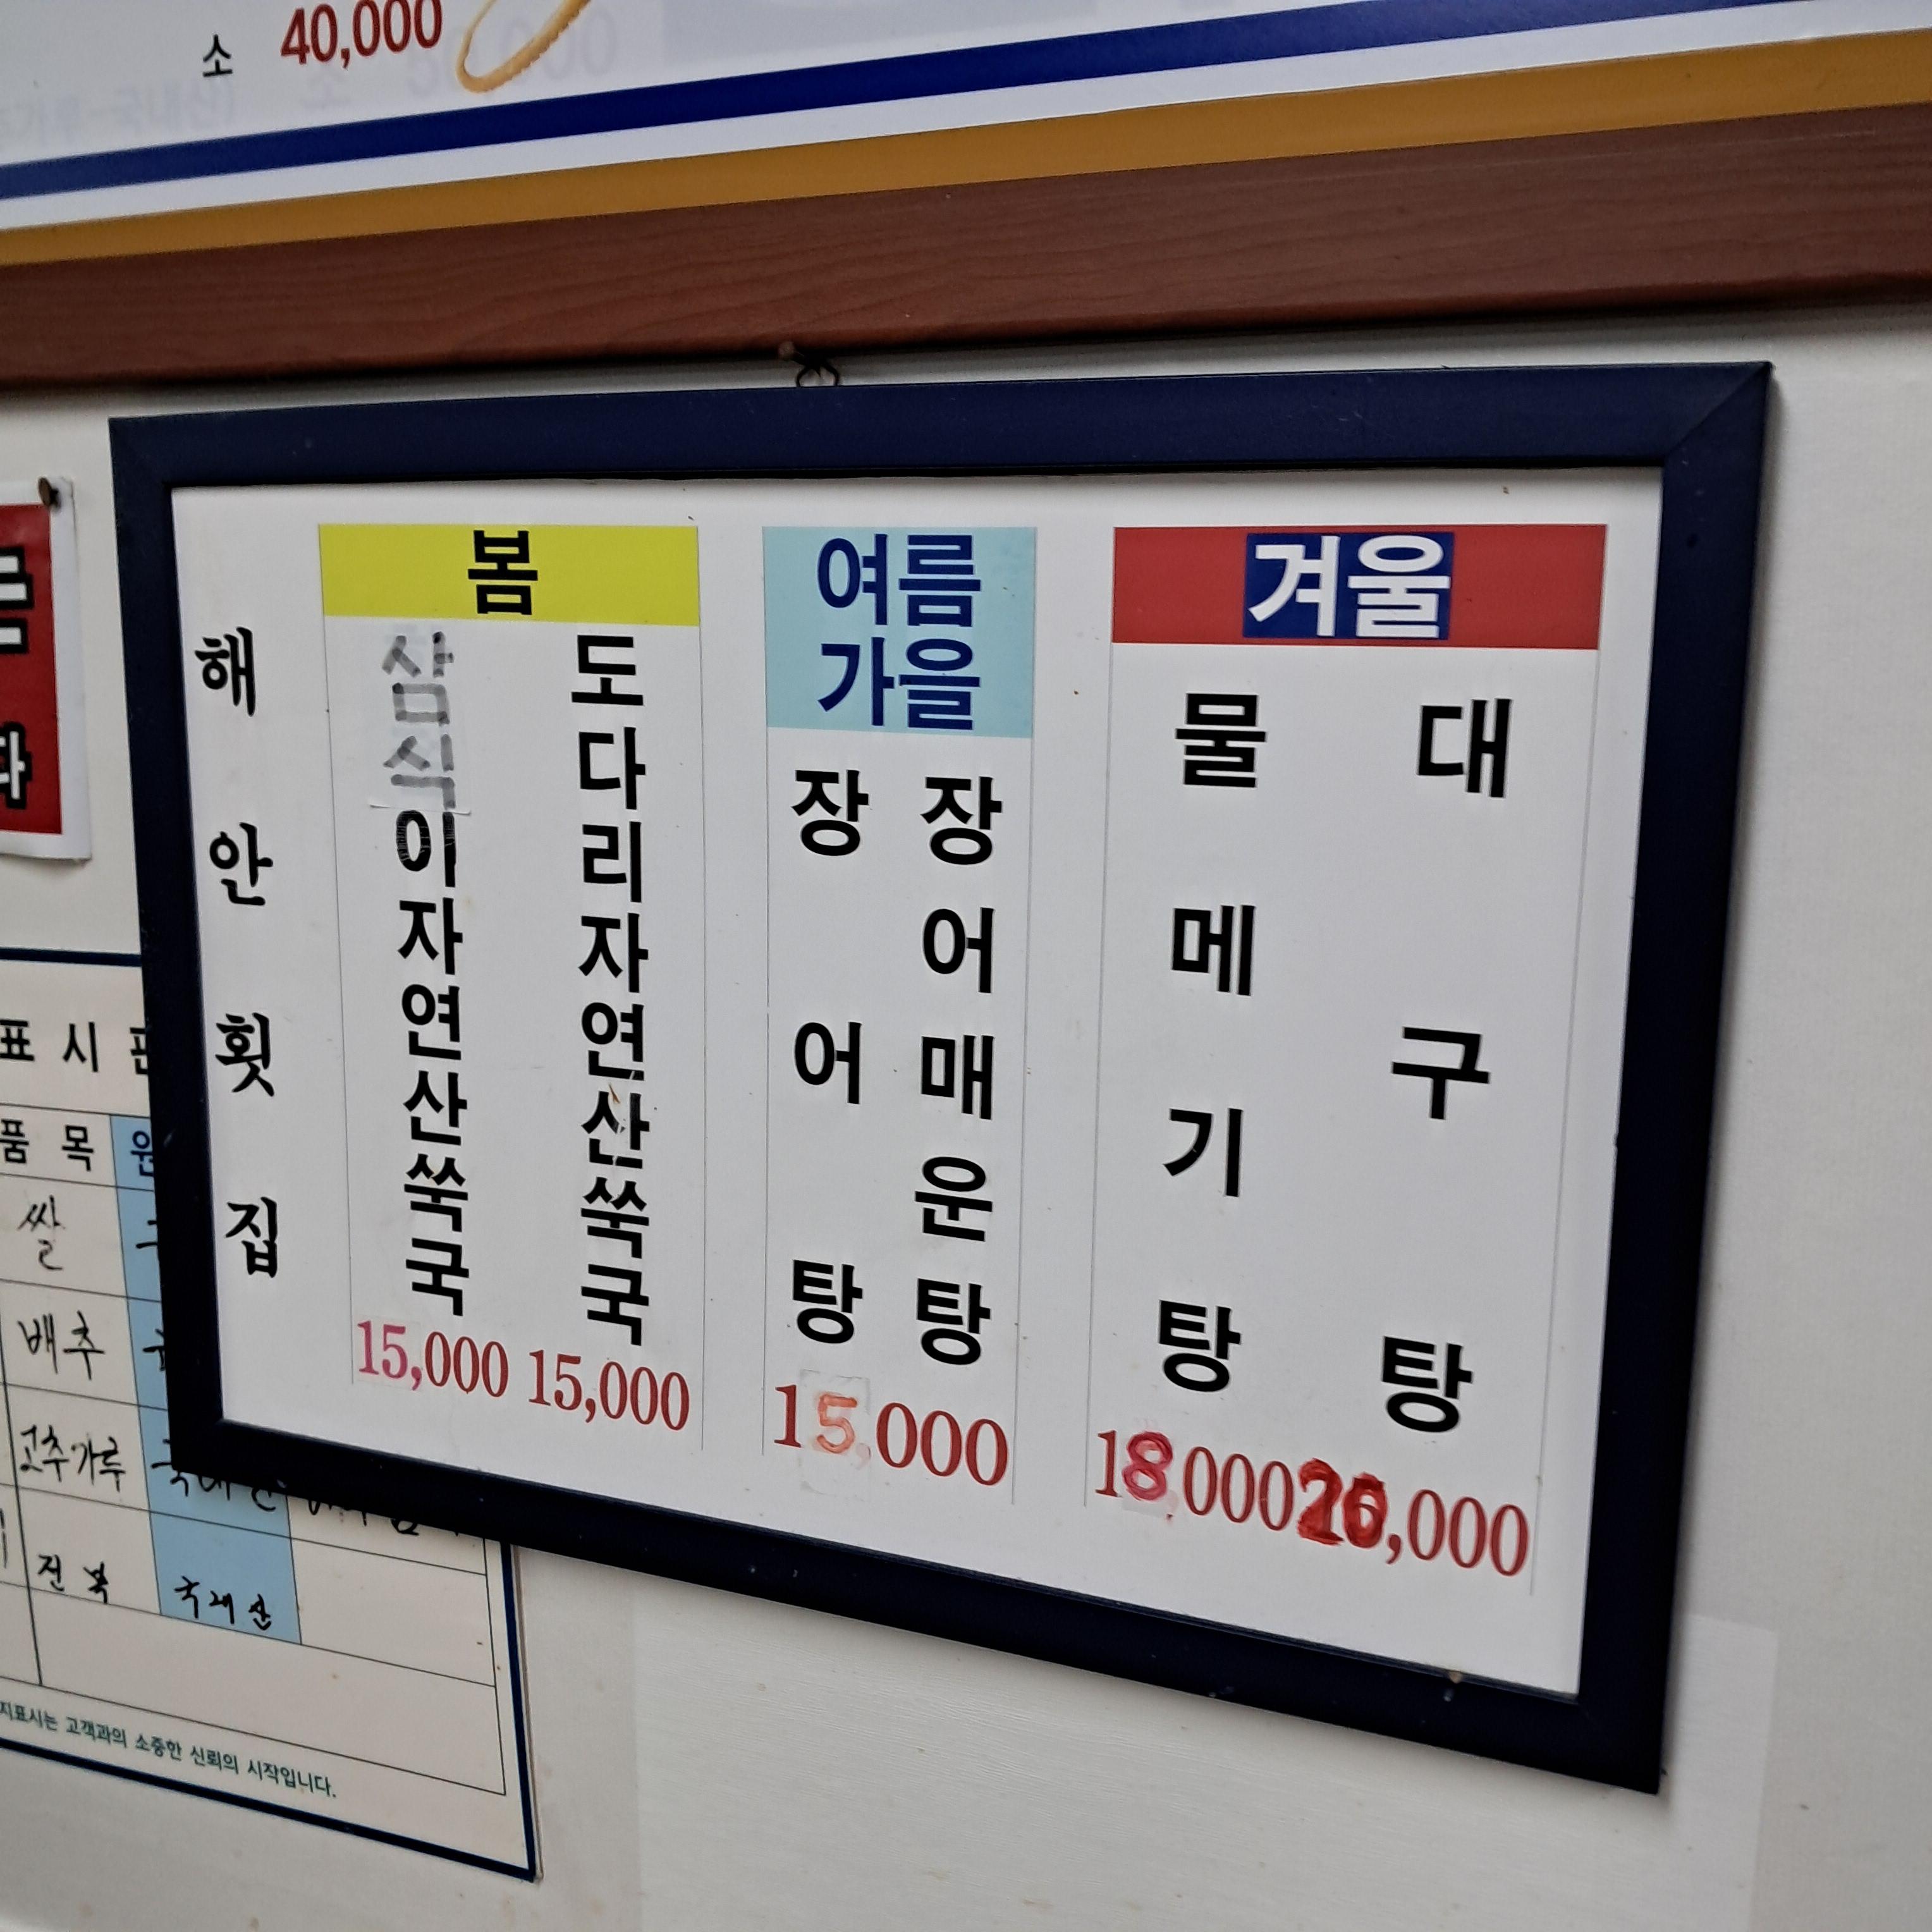 소 40,000
해안횟집
봄
삼식이자연산쑥국
15,000
도다리자연산쑥국
15,000
여름
가을
장어탕
장어매운탕
15,000
겨울
물메기탕
18,000
대구탕
20,000
표시판
품목
쌀
배추
고추가루 국내산
전복 국내산
지표시는 고객과의 소중한 신뢰의 시작입니다.